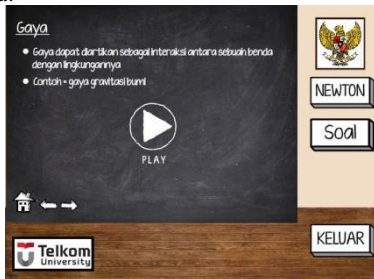 Gaya
Gaya dapat diartikan sebagai interaksi antara sebuah benda
dengan lingkungannya
Contoh = gaya gravitasi bumi
PLAY
NEWTON
Soal
KELUAR
Telkom
University